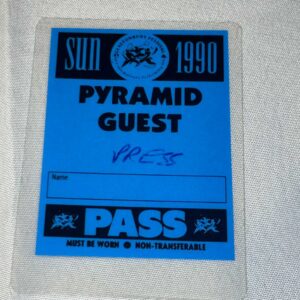 SUN 1990
PYRAMID
GUEST
PRESS
Name:
PASS
MUST BE WORN NON-TRANSFERABLE